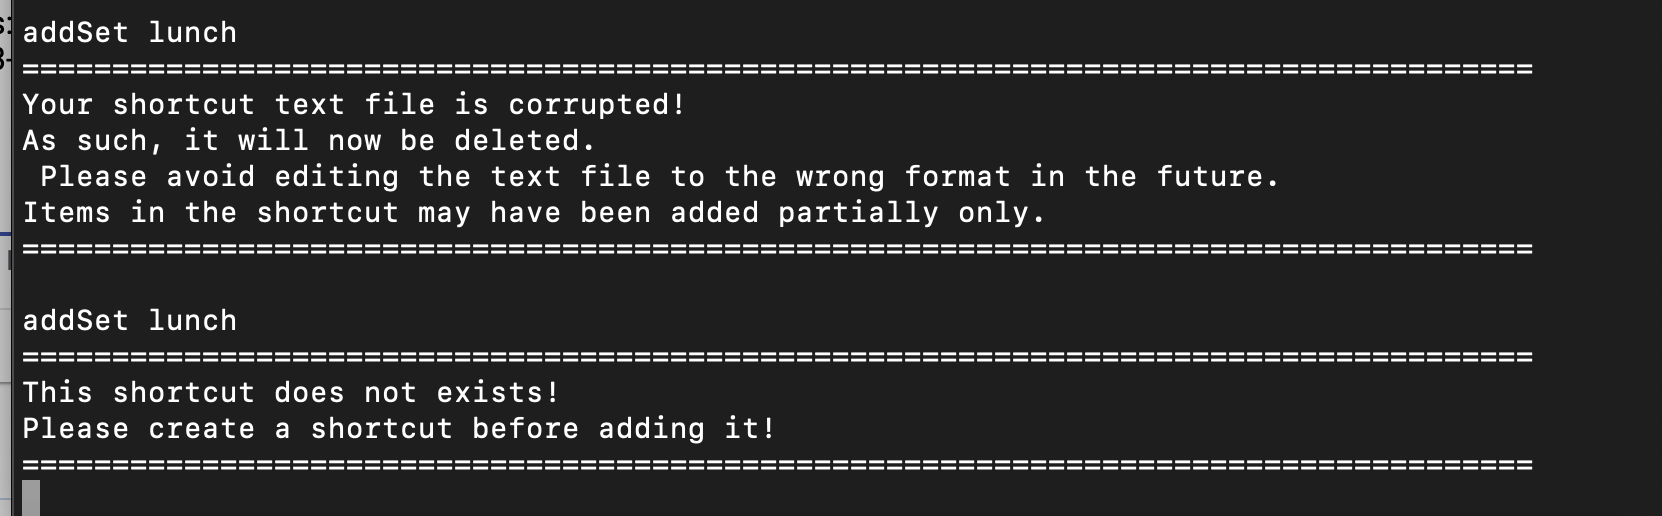 addSet lunch
====================================================================================
Your shortcut text file is corrupted!
As such, it will now be deleted.
 Please avoid editing the text file to the wrong format in the future.
Items in the shortcut may have been added partially only.
====================================================================================
addSet lunch
====================================================================================
This shortcut does not exists!
Please create a shortcut before adding it!
====================================================================================